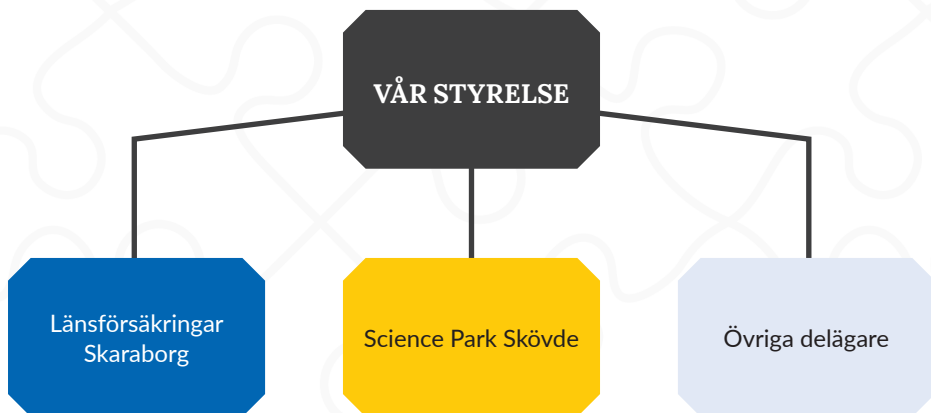 VÅR STYRELSE
Länsförsäkringar
Skaraborg
Science Park Skövde
Övriga delägare